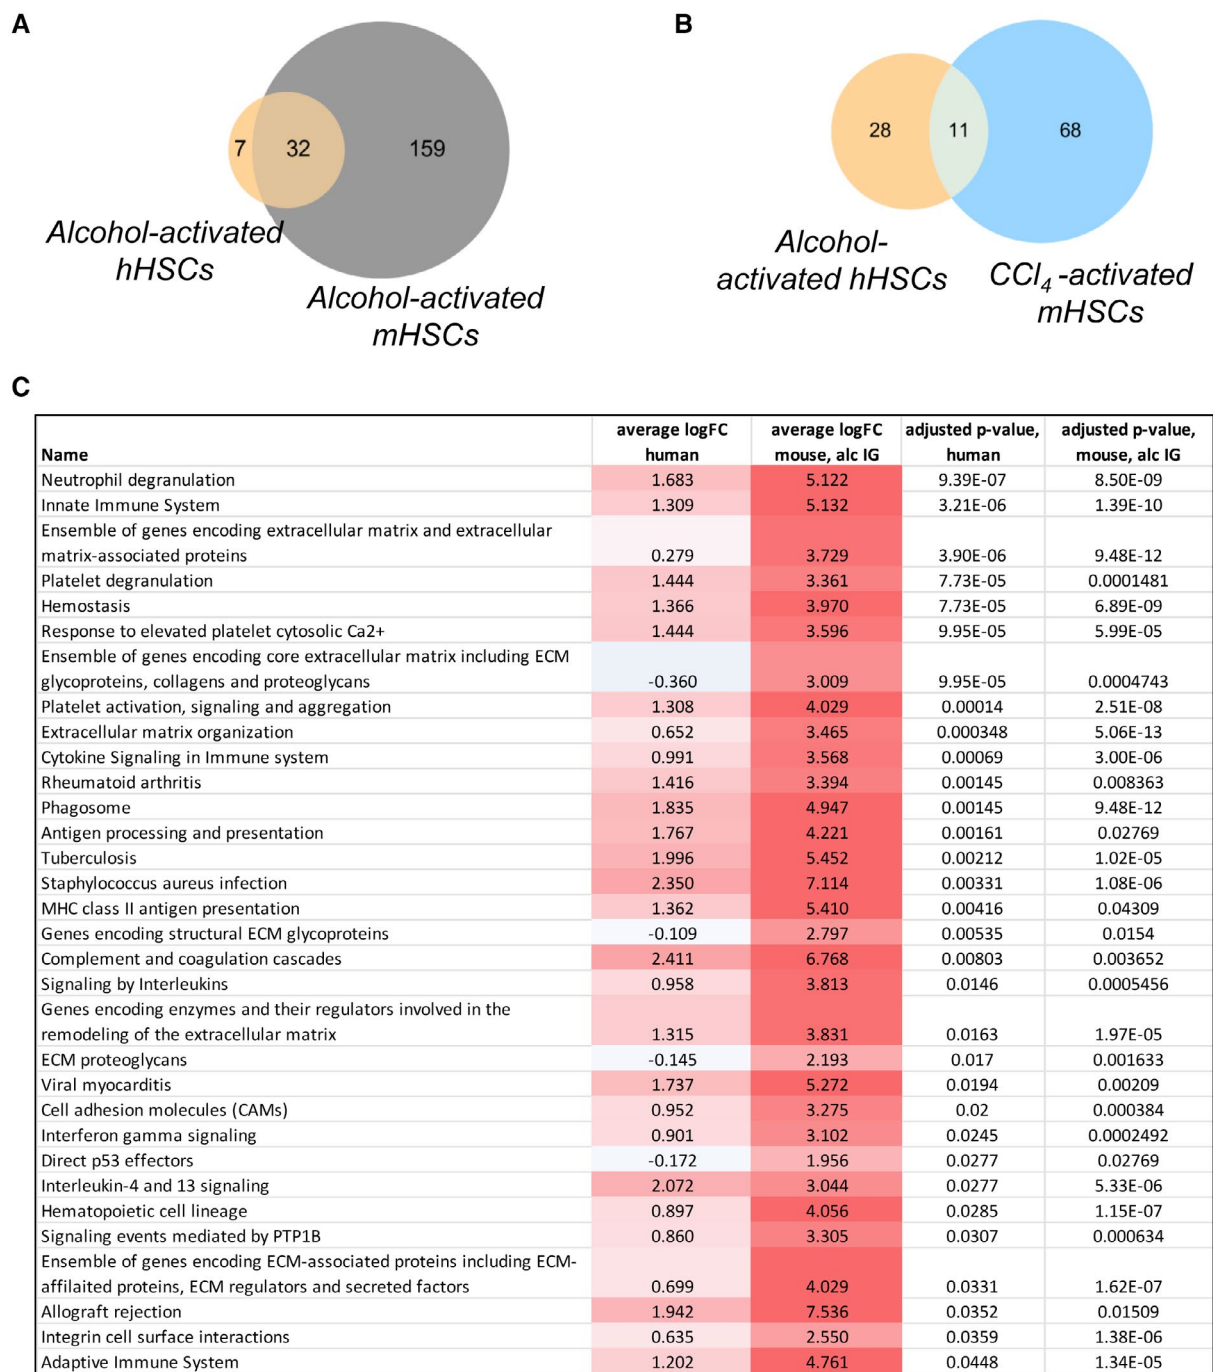 A
7
32
159
Alcohol-activated
hHSCs
Alcohol-activated
mHSCs
B
28
11
68
Alcohol-
activated hHSCs
CCl4 -activated
mHSCs
C
Name average logFC human average logFC mouse, alc IG adjusted p-value, human adjusted p-value, mouse, alc IG
Neutrophil degranulation 1.683 5.122 9.39E-07 8.50E-09
Innate Immune System 1.309 5.132 3.21E-06 1.39E-10
Ensemble of genes encoding extracellular matrix and extracellular
matrix-associated proteins 0.279 3.729 3.90E-06 9.48E-12
Platelet degranulation 1.444 3.361 7.73E-05 0.0001481
Hemostasis 1.366 3.970 7.73E-05 6.89E-09
Response to elevated platelet cytosolic Ca2+ 1.444 3.596 9.95E-05 5.99E-05
Ensemble of genes encoding core extracellular matrix including ECM
glycoproteins, collagens and proteoglycans -0.360 3.009 9.95E-05 0.0004743
Platelet activation, signaling and aggregation 1.308 4.029 0.00014 2.51E-08
Extracellular matrix organization 0.652 3.465 0.000348 5.06E-13
Cytokine Signaling in Immune system 0.991 3.568 0.00069 3.00E-06
Rheumatoid arthritis 1.416 3.394 0.00145 0.008363
Phagosome 1.835 4.947 0.00145 9.48E-12
Antigen processing and presentation 1.767 4.221 0.00161 0.02769
Tuberculosis 1.996 5.452 0.00212 1.02E-05
Staphylococcus aureus infection 2.350 7.114 0.00331 1.08E-06
MHC class II antigen presentation 1.362 5.410 0.00416 0.04309
Genes encoding structural ECM glycoproteins -0.109 2.797 0.00535 0.0154
Complement and coagulation cascades 2.411 6.768 0.00803 0.003652
Signaling by Interleukins 0.958 3.813 0.0146 0.0005456
Genes encoding enzymes and their regulators involved in the
remodeling of the extracellular matrix 1.315 3.831 0.0163 1.97E-05
ECM proteoglycans -0.145 2.193 0.017 0.001633
Viral myocarditis 1.737 5.272 0.0194 0.00209
Cell adhesion molecules (CAMs) 0.952 3.275 0.02 0.000384
Interferon gamma signaling 0.901 3.102 0.0245 0.0002492
Direct p53 effectors -0.172 1.956 0.0277 0.02769
Interleukin-4 and 13 signaling 2.072 3.044 0.0277 5.33E-06
Hematopoietic cell lineage 0.897 4.056 0.0285 1.15E-07
Signaling events mediated by PTP1B 0.860 3.305 0.0307 0.000634
Ensemble of genes encoding ECM-associated proteins including ECM-
affilaited proteins, ECM regulators and secreted factors 0.699 4.029 0.0331 1.62E-07
Allograft rejection 1.942 7.536 0.0352 0.01509
Integrin cell surface interactions 0.635 2.550 0.0359 1.38E-06
Adaptive Immune System 1.202 4.761 0.0448 1.34E-05